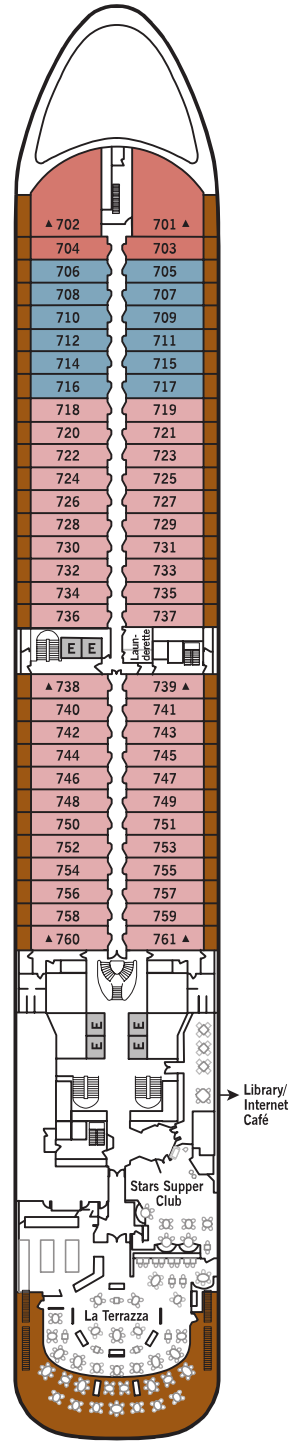 ▲ 702 701 ▲
704 703
706 705
708 707
710 709
712 711
714 715
716 717
718 719
720 721
722 723
724 725
726 727
728 729
730 731
732 733
734 735
736 737
E E
Laun-
derette
▲ 738 739 ▲
740 741
742 743
744 745
746 747
748 749
750 751
752 753
754 755
756 757
758 759
▲ 760 761 ▲
E E
E E
Library/
Internet
Café
Stars Supper
Club
La Terrazza